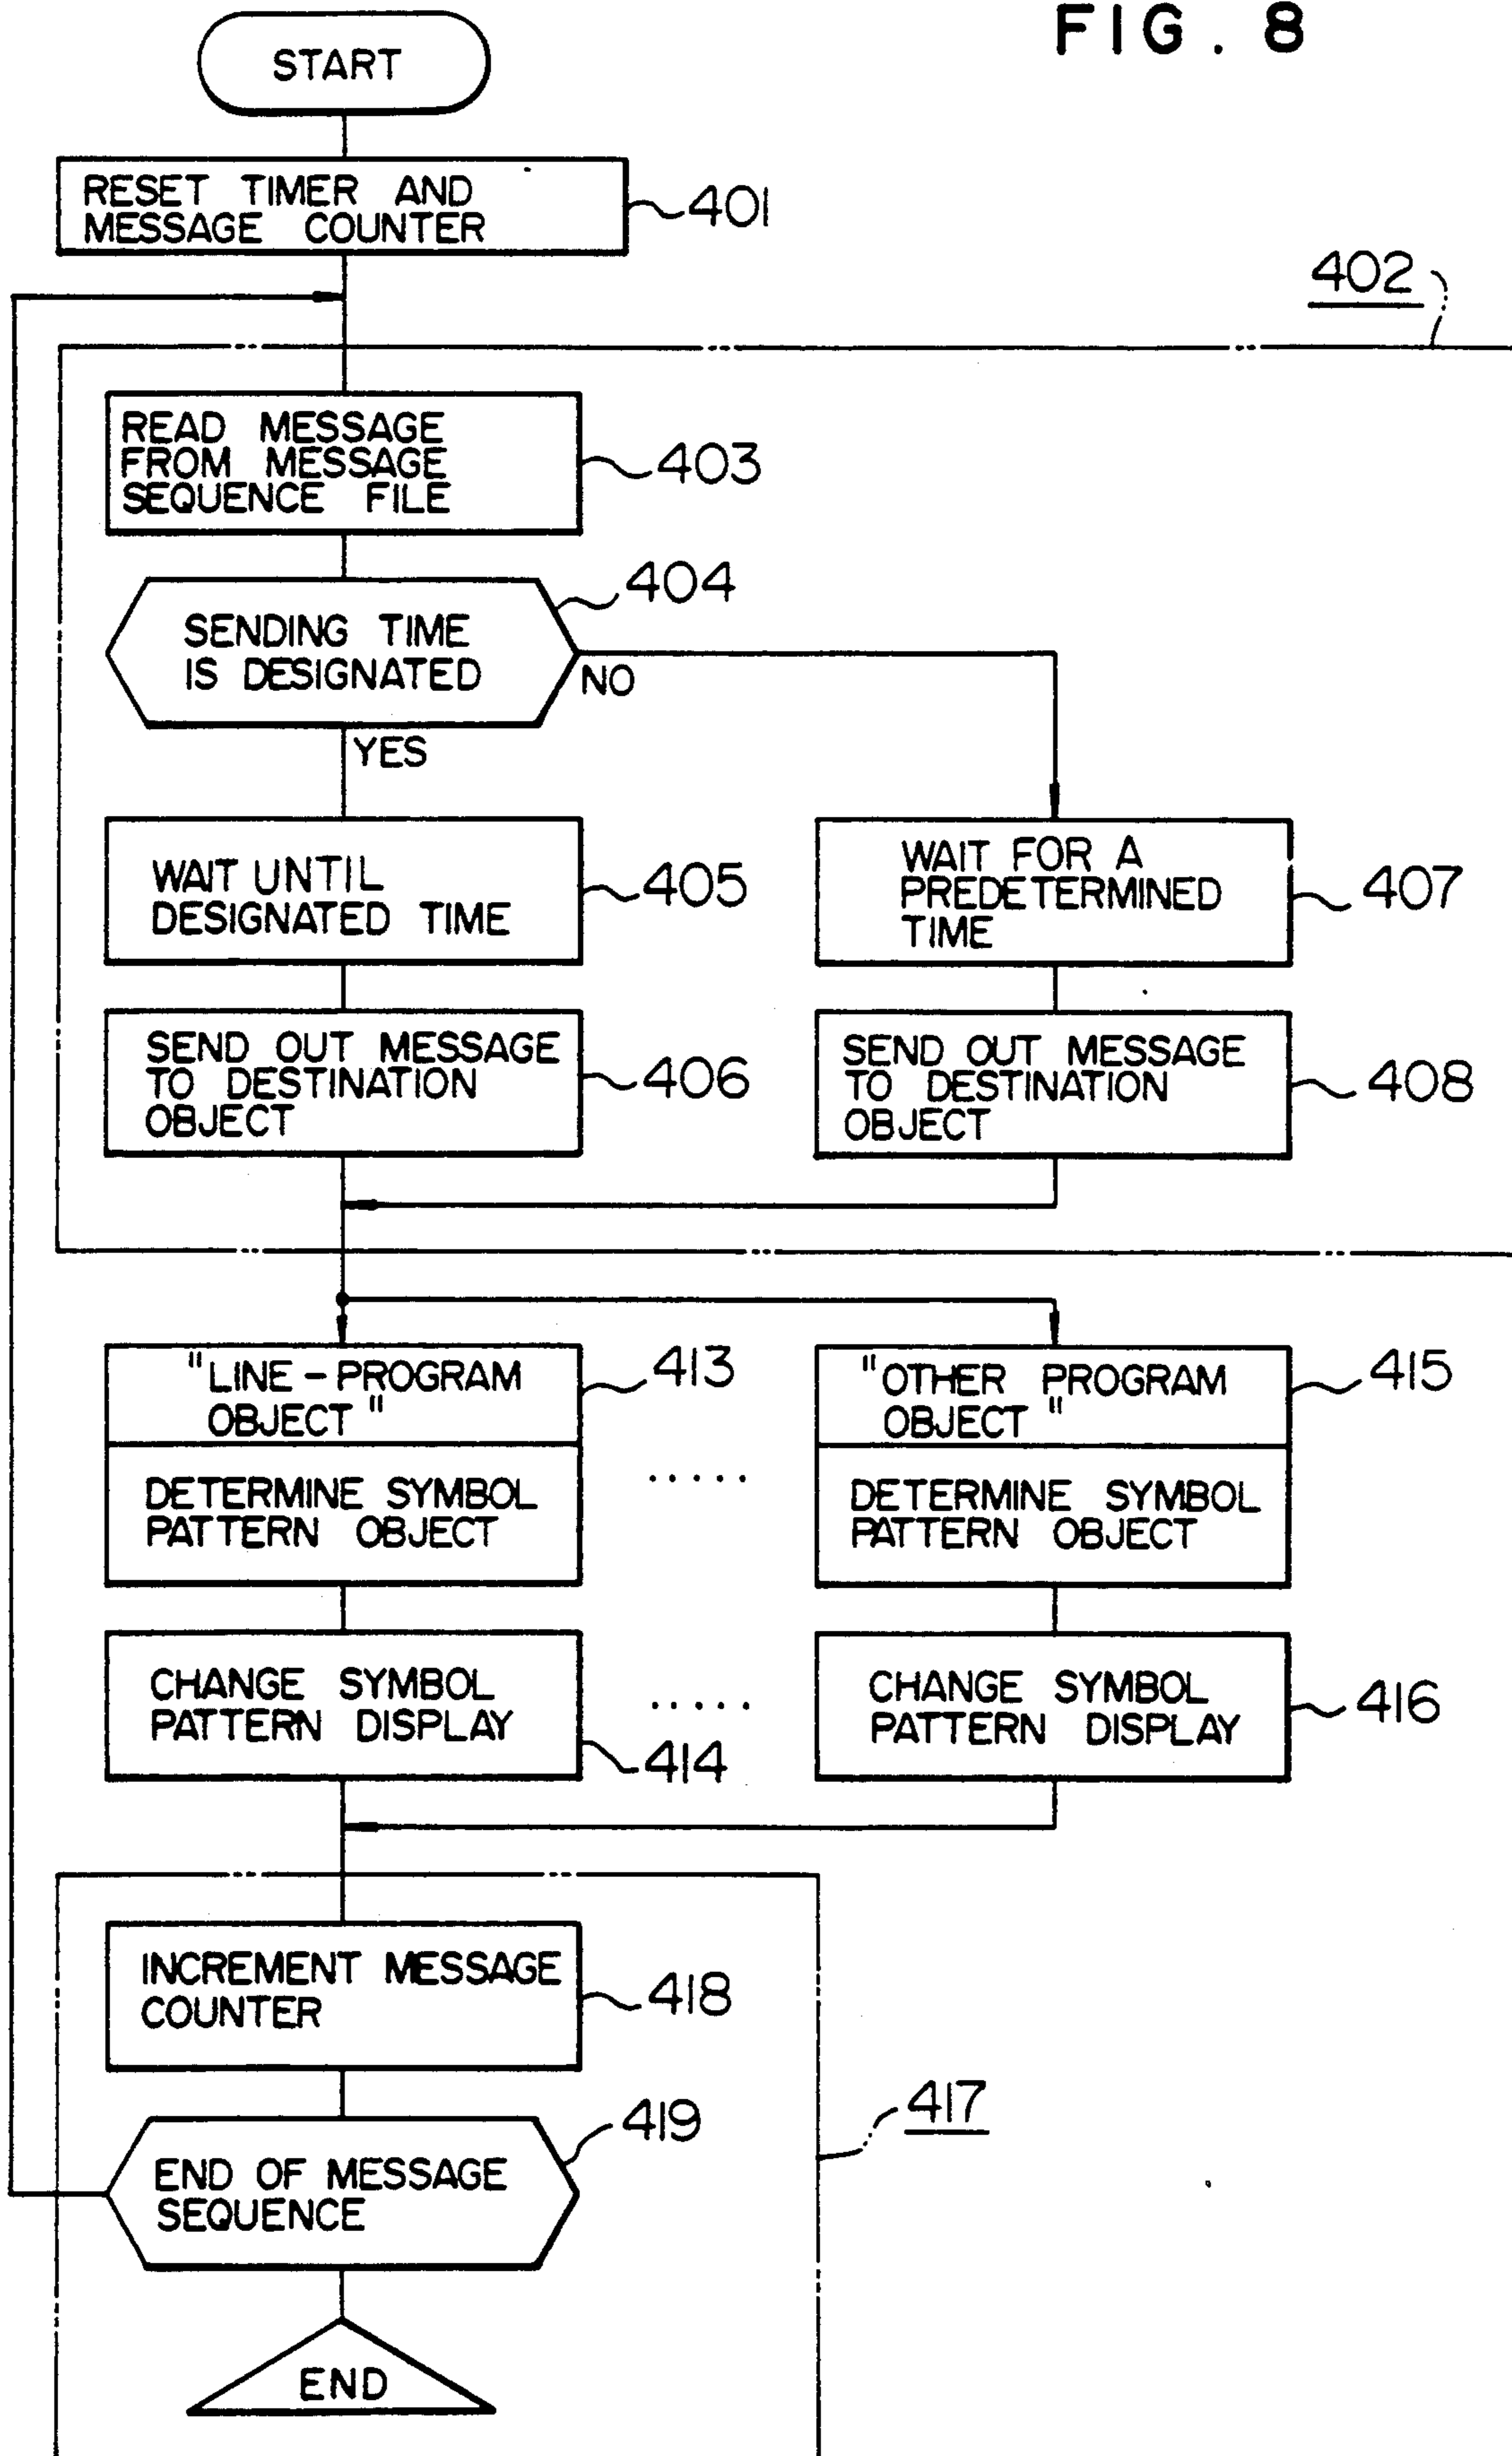 FIG. 8
START
RESET TIMER AND
MESSAGE COUNTER
401
402
READ MESSAGE
FROM MESSAGE
SEQUENCE FILE
403
404
SENDING TIME
IS DESIGNATED
NO
YES
WAIT UNTIL
DESIGNATED TIME
405
WAIT FOR A
PREDETERMINED
TIME
407
SEND OUT MESSAGE
TO DESTINATION
OBJECT
406
SEND OUT MESSAGE
TO DESTINATION
OBJECT
408
"LINE-PROGRAM
OBJECT"
413
"OTHER PROGRAM
OBJECT"
415
DETERMINE SYMBOL
PATTERN OBJECT
.....
DETERMINE SYMBOL
PATTERN OBJECT
CHANGE SYMBOL
PATTERN DISPLAY
414
.....
CHANGE SYMBOL
PATTERN DISPLAY
416
INCREMENT MESSAGE
COUNTER
418
417
419
END OF MESSAGE
SEQUENCE
END